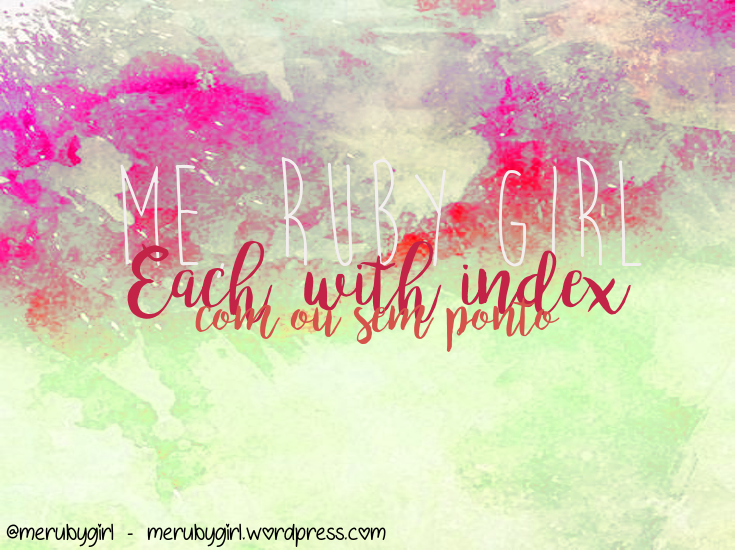 ME. RUBY GIRL
Each with index
com ou sem ponto
@merubygirl - merubygirl.wordpress.com